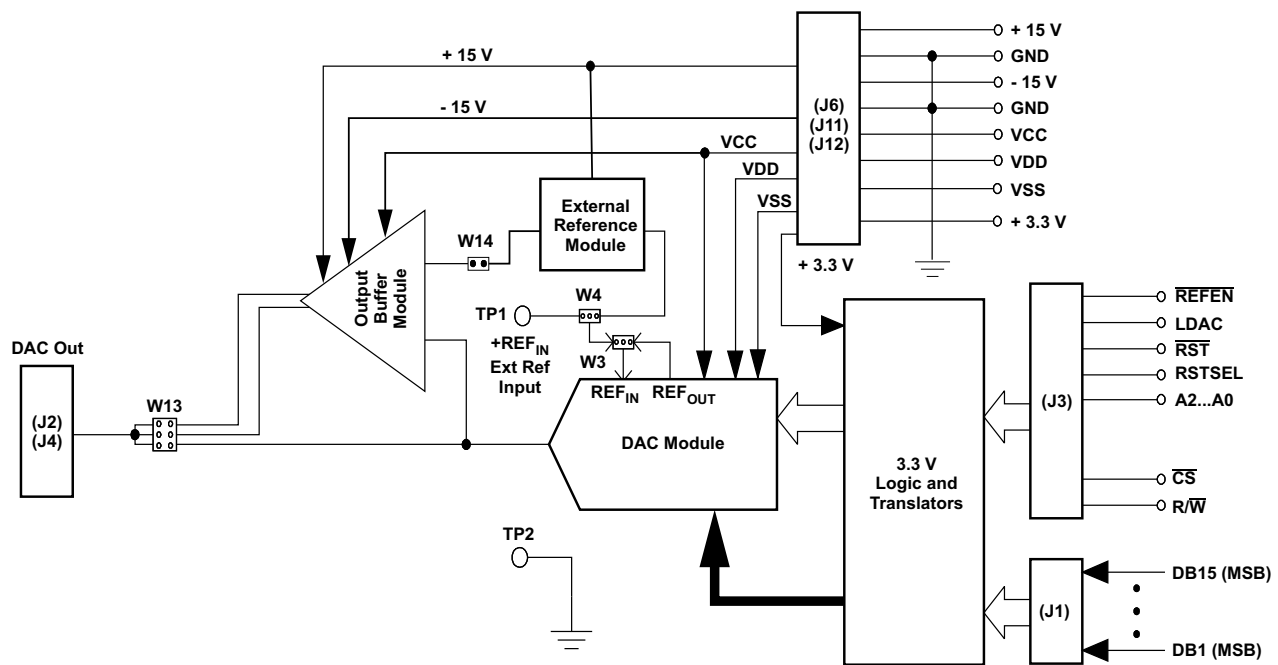 + 15 V
GND
- 15 V
GND
VCC
VDD
VSS
+ 3.3 V
(J6)
(J11)
(J12)
+ 15 V
- 15 V
VCC
VDD
VSS
+ 3.3 V
External
Reference
Module
W14
Output
Buffer
Module
W4
TP1
+REF_IN
Ext Ref
Input
W3
REF_IN REF_OUT
DAC Module
DAC Out
(J2)
(J4)
W13
TP2
3.3 V
Logic and
Translators
(J3)
R̅E̅F̅E̅N̅
LDAC
R̅S̅T̅
RSTSEL
A2...A0
C̅S̅
R/W̅
(J1)
DB15 (MSB)
DB1 (MSB)